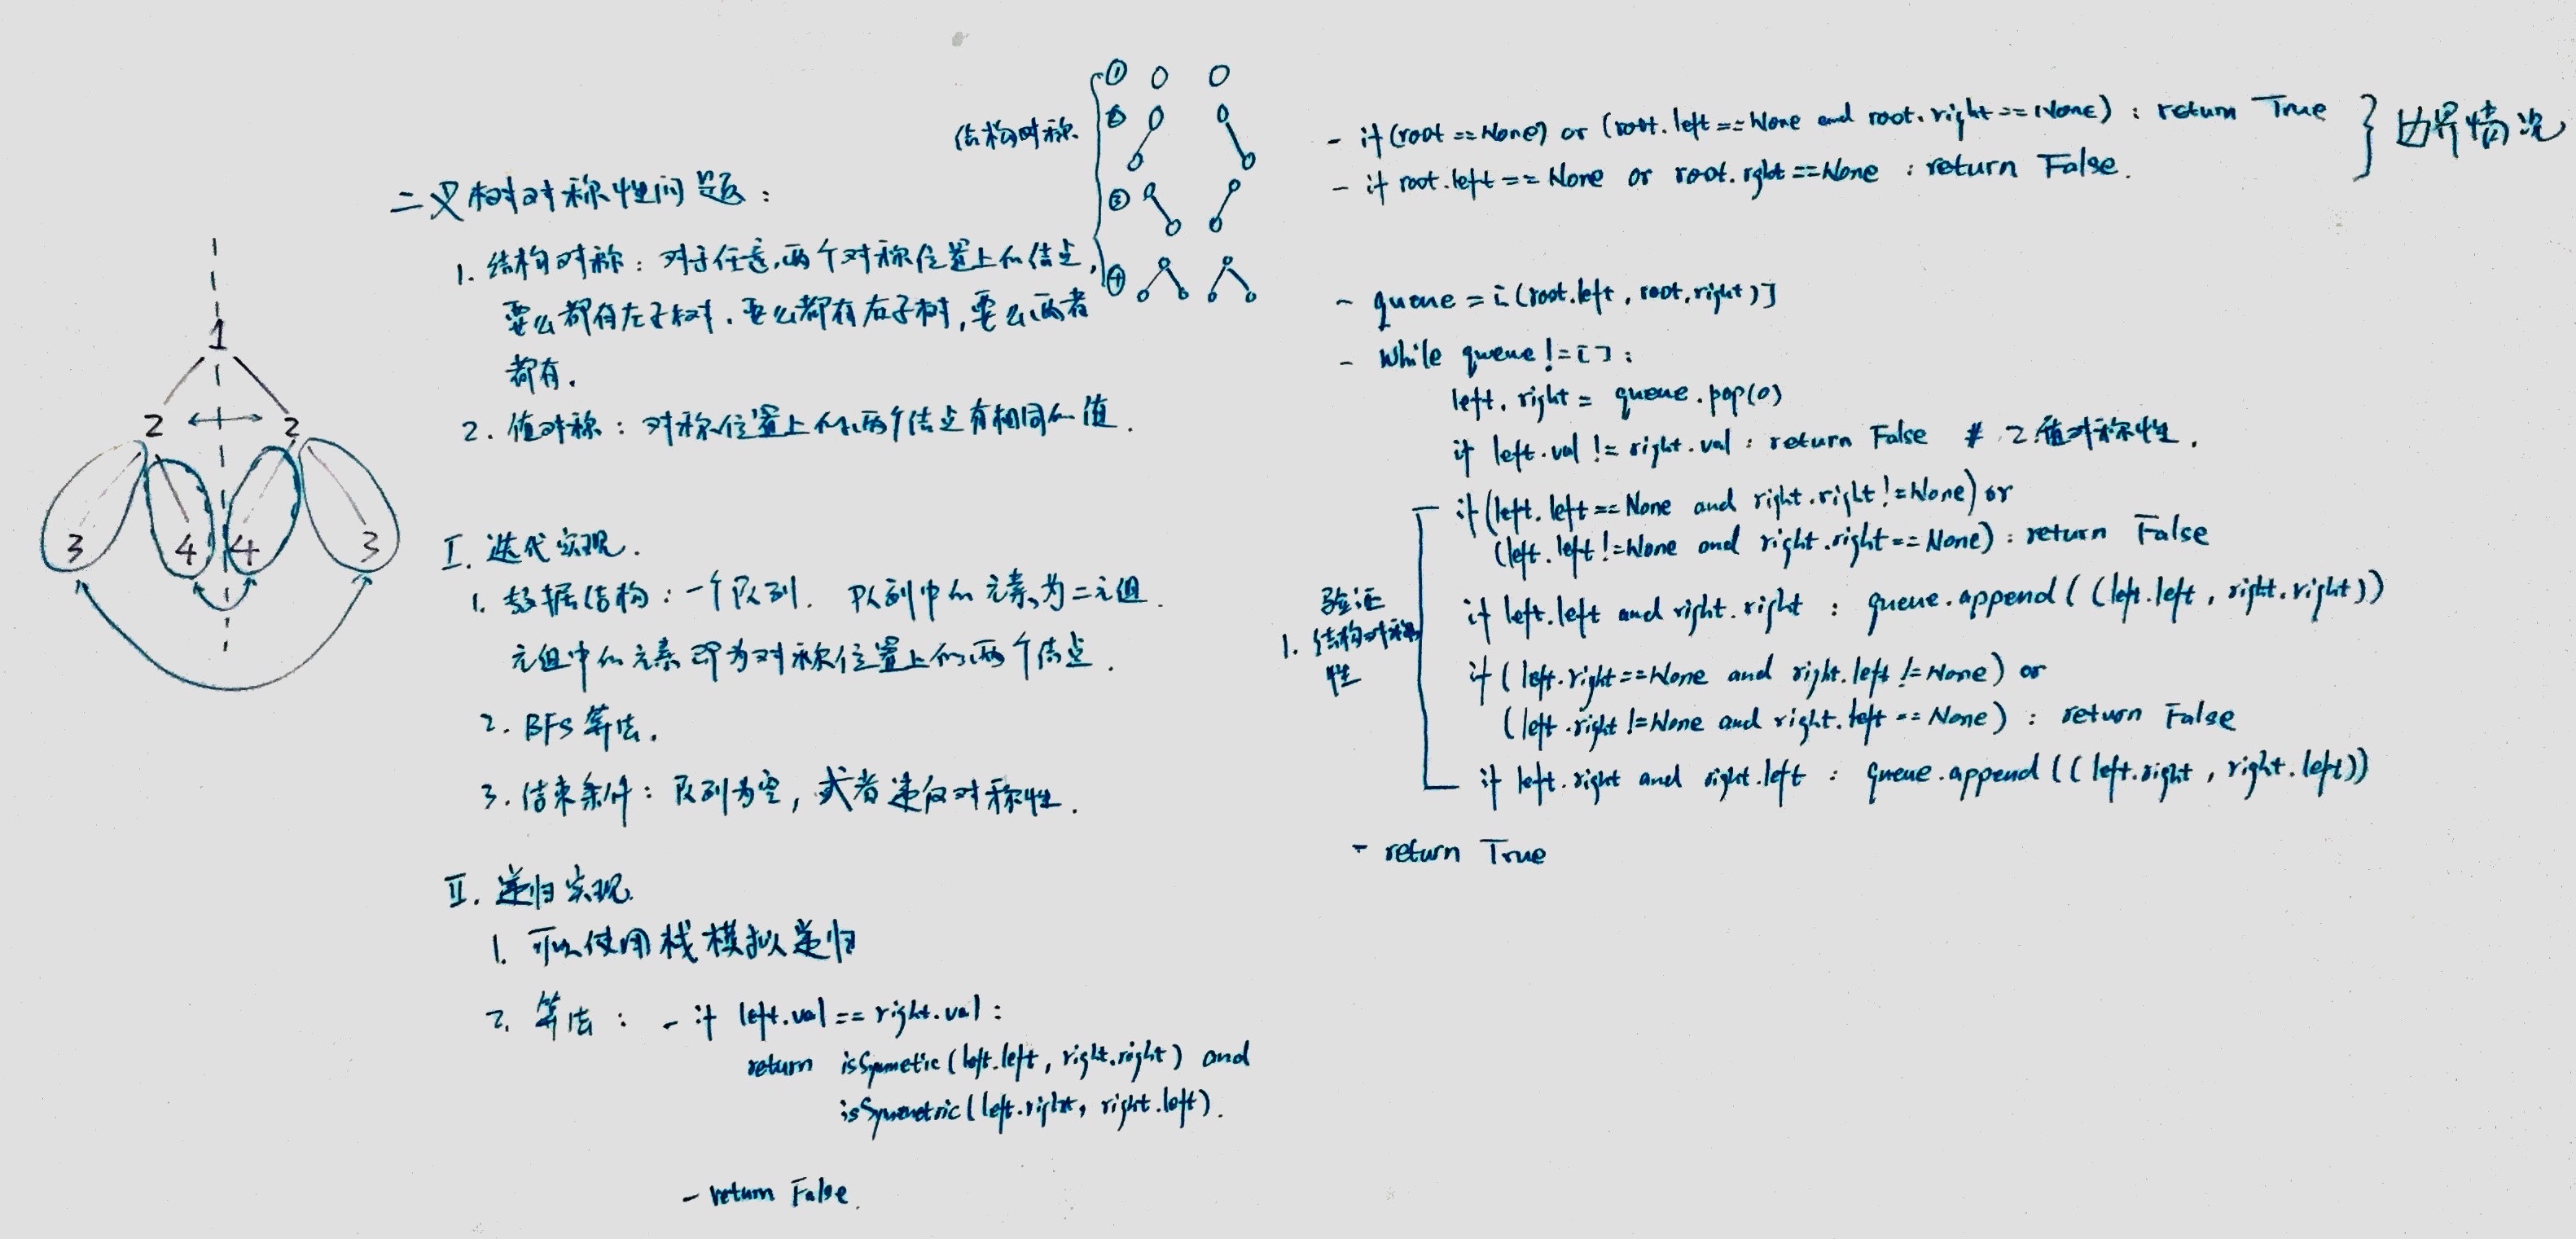 二叉树对称性问题：
1. 结构对称：对于任意两个对称位置上的结点，
要么都有左子树，要么都有右子树，要么两者
都有.
2. 值对称：对称位置上的两个结点有相同的值.
结构对称
①
②
③
④
1
2 2
3 4 4 3
I. 迭代实现.
1. 数据结构：一个队列. 队列中的元素为二元组.
元组中的元素即为对称位置上的两个结点.
2. BFS 算法.
3. 结束条件：队列为空，或者违反对称性.
II. 递归实现
1. 可以使用栈模拟递归
2. 算法： - if left.val == right.val :
return isSymetic(left.left, right.right) and
isSymmetric(left.right, right.left).
- return False.
- if (root == None) or (root.left == None and root.right == None) : return True
- if root.left == None or root.rght == None : return False.
边界情况
- queue = [(root.left, root.right)]
- while queue != [] :
left, right = queue.pop(0)
if left.val != right.val : return False # 2.值对称性.
if (left.left == None and right.right != None) or
(left.left != None and right.right == None) : return False
if left.left and right.right : queue.append((left.left, right.right))
if (left.right == None and right.left != None) or
(left.right != None and right.left == None) : return False
if left.right and right.left : queue.append((left.right, right.left))
验证
1. 结构对称
性
- return True